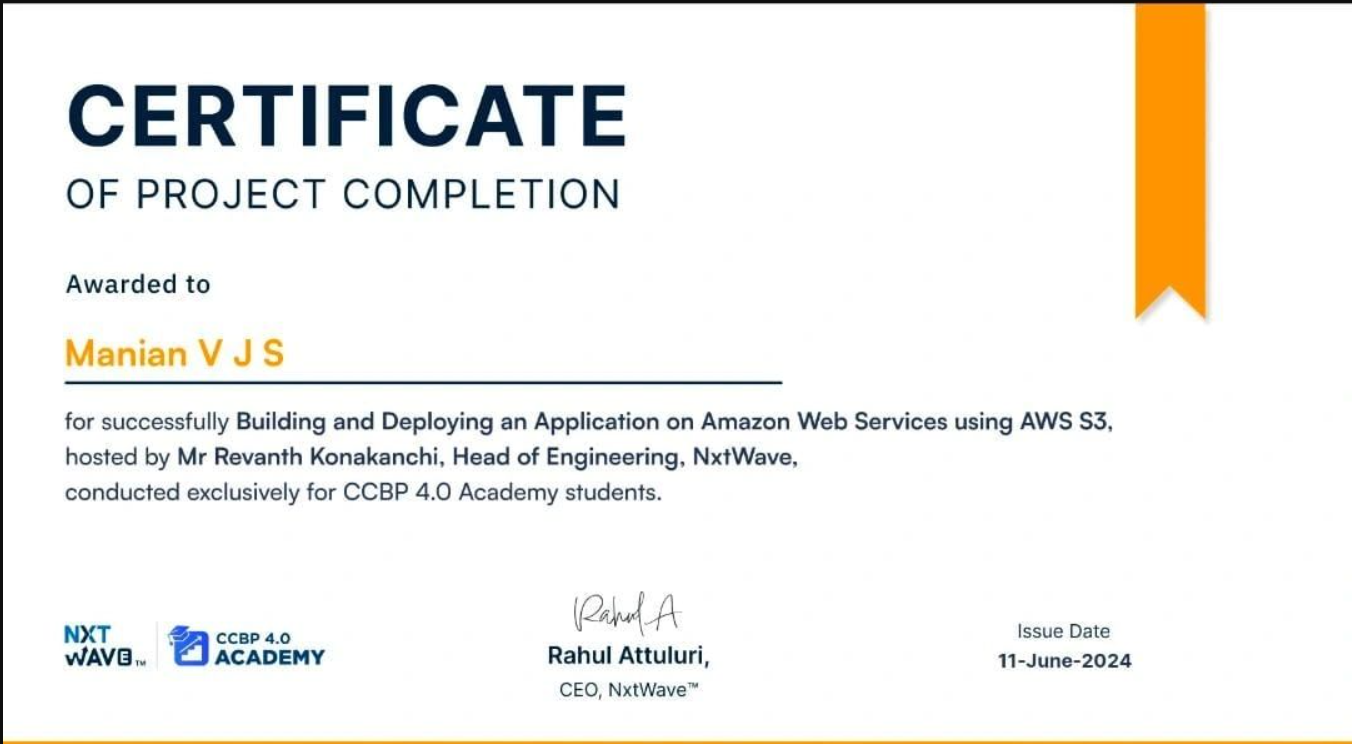 CERTIFICATE
OF PROJECT COMPLETION
Awarded to
Manian V J S
for successfully Building and Deploying an Application on Amazon Web Services using AWS S3,
hosted by Mr Revanth Konakanchi, Head of Engineering, NxtWave,
conducted exclusively for CCBP 4.0 Academy students.
NXT
WAVE™
CCBP 4.0
ACADEMY
Rahul A
Rahul Attuluri,
CEO, NxtWave™
Issue Date
11-June-2024